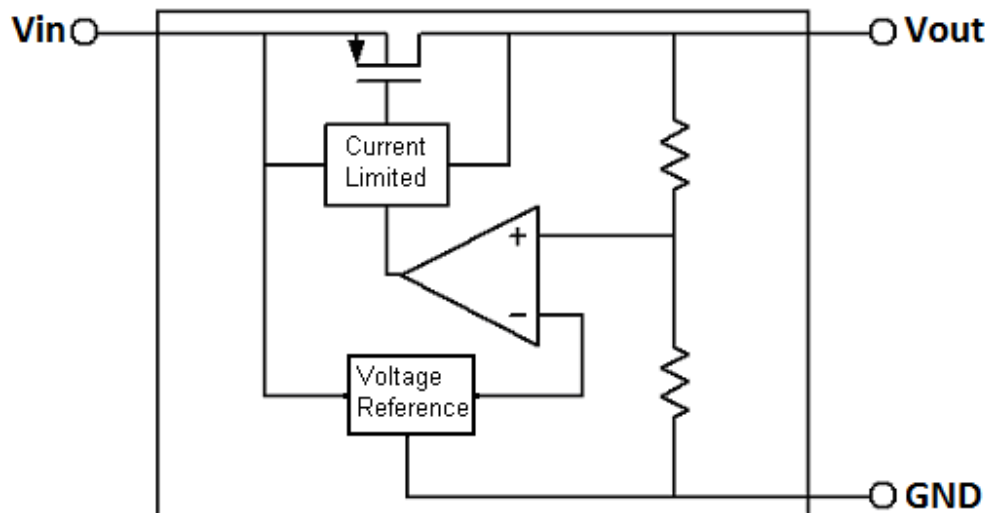 Vin
Vout
Current
Limited
+
−
Voltage
Reference
GND